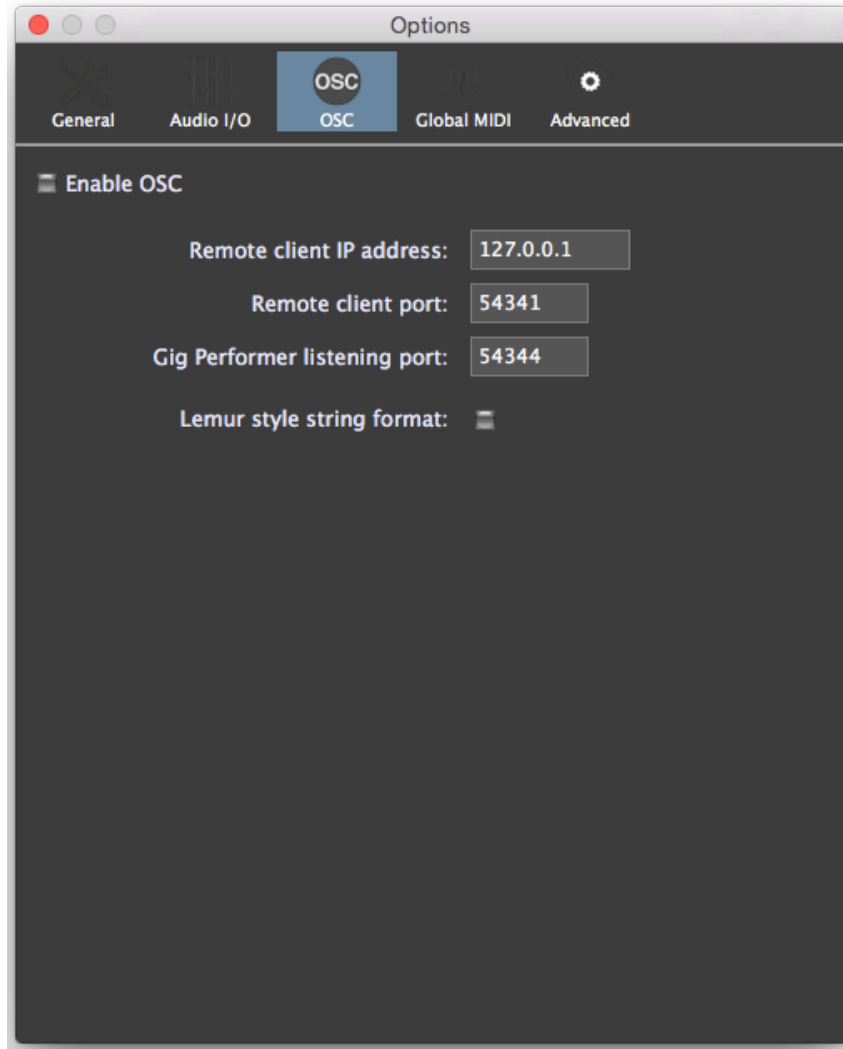 Options
OSC
General Audio I/O OSC Global MIDI Advanced
Enable OSC
Remote client IP address: 127.0.0.1
Remote client port: 54341
Gig Performer listening port: 54344
Lemur style string format: